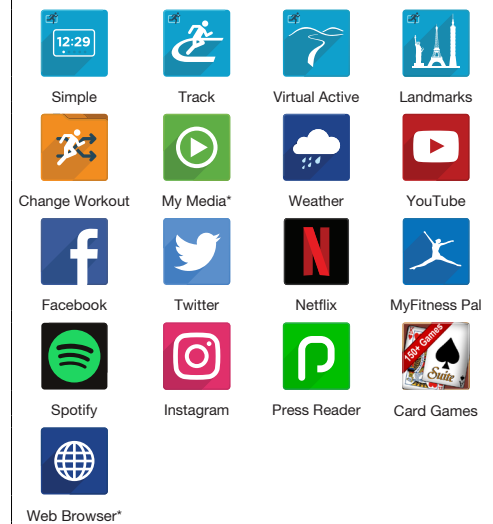 12:29
Simple
Track
Virtual Active
Landmarks
Change Workout
My Media*
Weather
YouTube
Facebook
Twitter
Netflix
MyFitness Pal
150+ Games
Suite
Spotify
Instagram
Press Reader
Card Games
Web Browser*